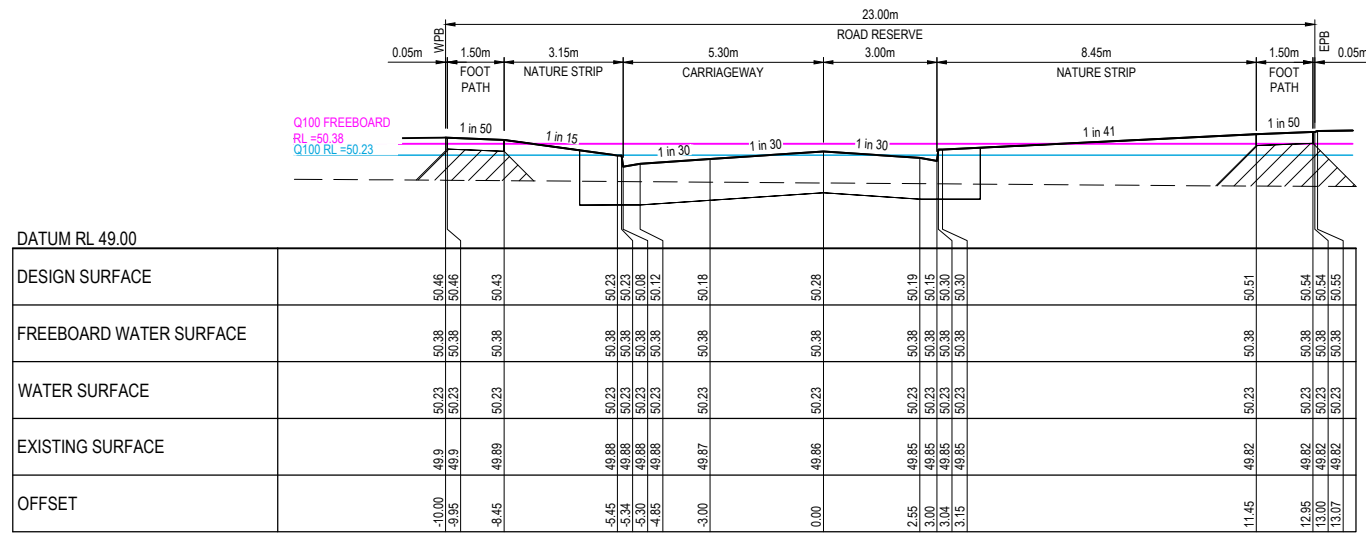 23.00m
ROAD RESERVE
WPB
EPB
0.05m 1.50m 3.15m 5.30m 3.00m 8.45m 1.50m 0.05m
FOOT PATH NATURE STRIP CARRIAGEWAY NATURE STRIP FOOT PATH
Q100 FREEBOARD
RL =50.38
Q100 RL =50.23
1 in 50 1 in 15 1 in 30 1 in 30 1 in 30 1 in 41 1 in 50
DATUM RL 49.00
DESIGN SURFACE 50.46 50.46 50.43 50.23 50.23 50.08 50.12 50.18 50.28 50.19 50.15 50.30 50.30 50.51 50.54 50.54 50.55
FREEBOARD WATER SURFACE 50.38 50.38 50.38 50.38 50.38 50.38 50.38 50.38 50.38 50.38 50.38 50.38 50.38 50.38 50.38 50.38 50.38
WATER SURFACE 50.23 50.23 50.23 50.23 50.23 50.23 50.23 50.23 50.23 50.23 50.23 50.23 50.23 50.23 50.23 50.23 50.23
EXISTING SURFACE 49.9 49.9 49.89 49.88 49.88 49.88 49.88 49.87 49.86 49.85 49.85 49.85 49.85 49.82 49.82 49.82 49.82
OFFSET -10.00 -9.95 -8.45 -5.45 -5.34 -5.30 -4.85 -3.00 0.00 2.55 3.00 3.04 3.15 11.45 12.95 13.00 13.07